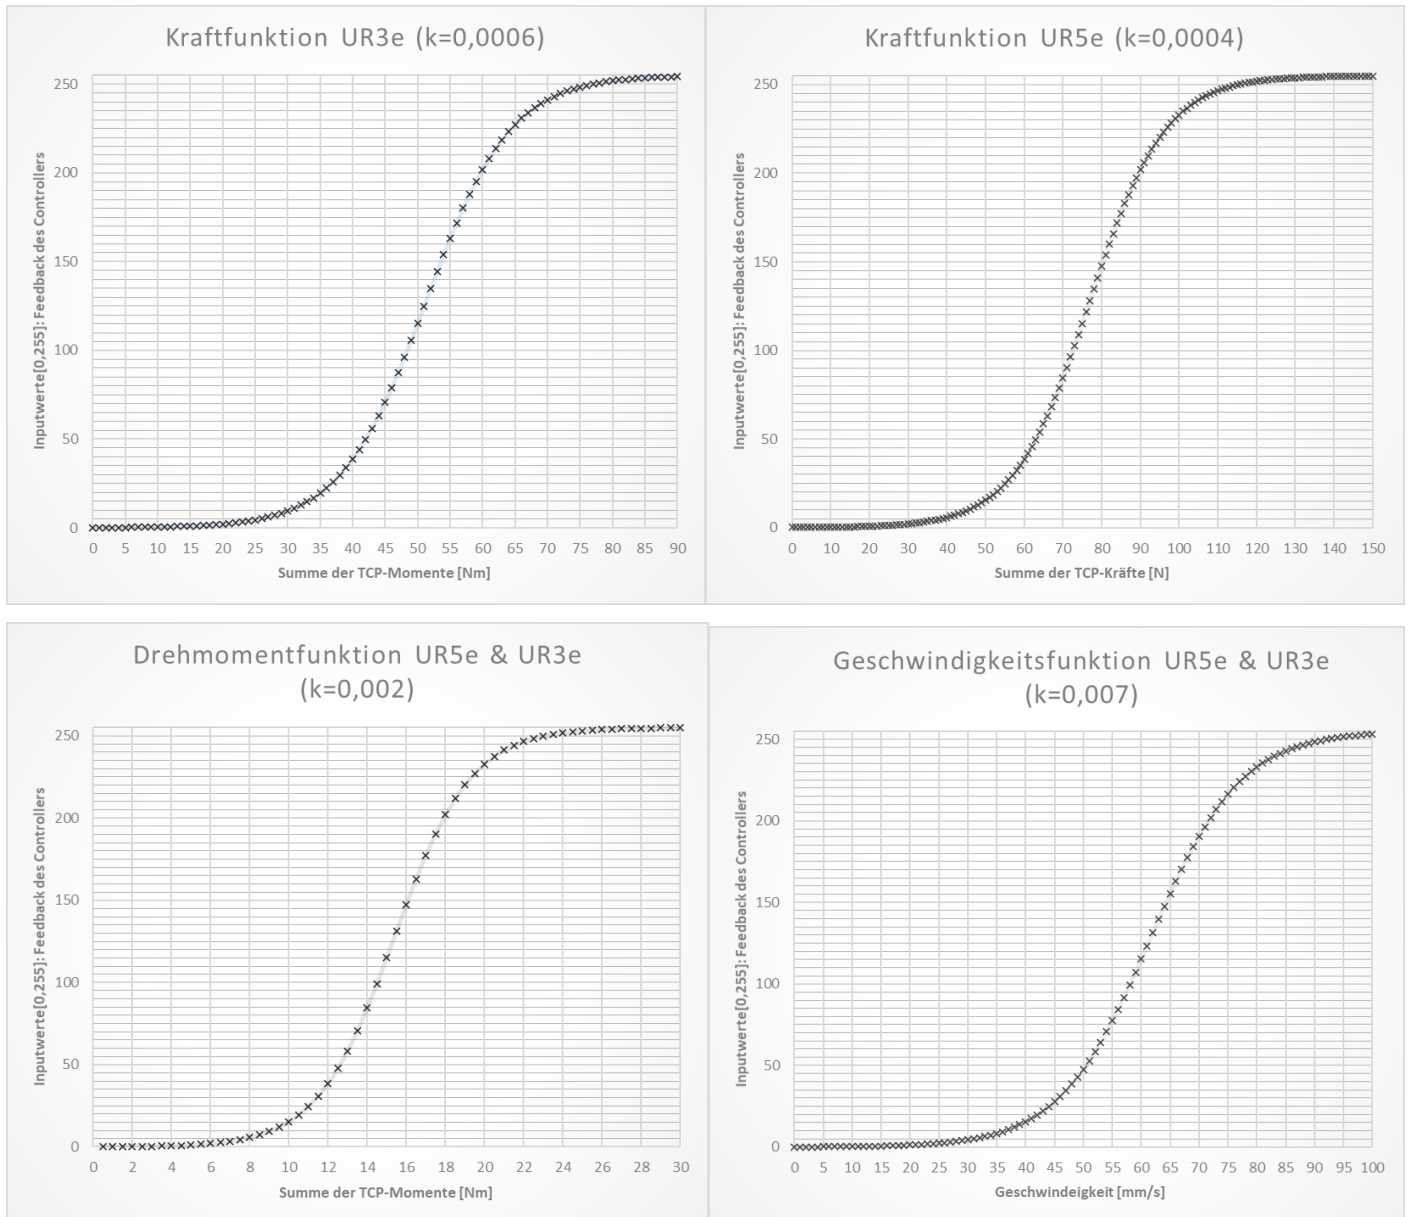 Kraftfunktion UR3e (k=0,0006)
Inputwerte[0,255]: Feedback des Controllers
250
200
150
100
50
0
0 5 10 15 20 25 30 35 40 45 50 55 60 65 70 75 80 85 90
Summe der TCP-Momente [Nm]
Kraftfunktion UR5e (k=0,0004)
Inputwerte[0,255]: Feedback des Controllers
250
200
150
100
50
0
0 10 20 30 40 50 60 70 80 90 100 110 120 130 140 150
Summe der TCP-Kräfte [N]
Drehmomentfunktion UR5e & UR3e
(k=0,002)
Inputwerte[0,255]: Feedback des Controllers
250
200
150
100
50
0
0 2 4 6 8 10 12 14 16 18 20 22 24 26 28 30
Summe der TCP-Momente [Nm]
Geschwindigkeitsfunktion UR5e & UR3e
(k=0,007)
Inputwerte[0,255]: Feedback des Controllers
250
200
150
100
50
0
0 5 10 15 20 25 30 35 40 45 50 55 60 65 70 75 80 85 90 95 100
Geschwindeigkeit [mm/s]